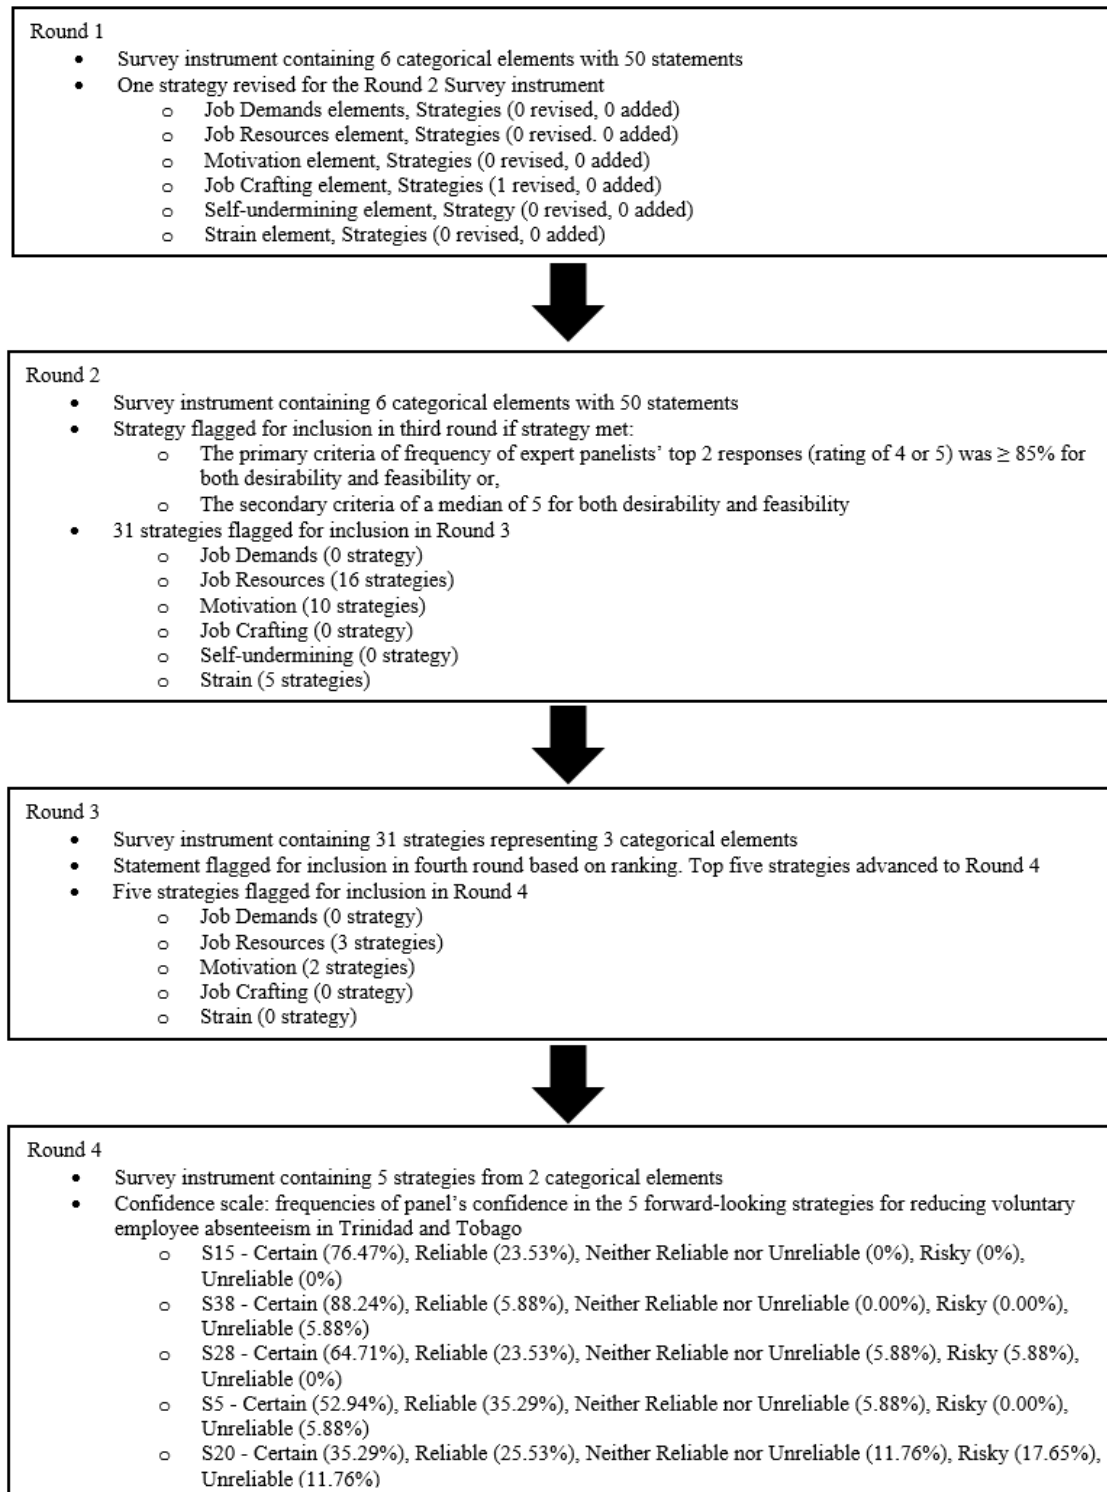 Round 1
• Survey instrument containing 6 categorical elements with 50 statements
• One strategy revised for the Round 2 Survey instrument
o Job Demands elements, Strategies (0 revised, 0 added)
o Job Resources element, Strategies (0 revised. 0 added)
o Motivation element, Strategies (0 revised, 0 added)
o Job Crafting element, Strategies (1 revised, 0 added)
o Self-undermining element, Strategy (0 revised, 0 added)
o Strain element, Strategies (0 revised, 0 added)
Round 2
• Survey instrument containing 6 categorical elements with 50 statements
• Strategy flagged for inclusion in third round if strategy met:
o The primary criteria of frequency of expert panelists’ top 2 responses (rating of 4 or 5) was ≥ 85% for
both desirability and feasibility or,
o The secondary criteria of a median of 5 for both desirability and feasibility
• 31 strategies flagged for inclusion in Round 3
o Job Demands (0 strategy)
o Job Resources (16 strategies)
o Motivation (10 strategies)
o Job Crafting (0 strategy)
o Self-undermining (0 strategy)
o Strain (5 strategies)
Round 3
• Survey instrument containing 31 strategies representing 3 categorical elements
• Statement flagged for inclusion in fourth round based on ranking. Top five strategies advanced to Round 4
• Five strategies flagged for inclusion in Round 4
o Job Demands (0 strategy)
o Job Resources (3 strategies)
o Motivation (2 strategies)
o Job Crafting (0 strategy)
o Strain (0 strategy)
Round 4
• Survey instrument containing 5 strategies from 2 categorical elements
• Confidence scale: frequencies of panel’s confidence in the 5 forward-looking strategies for reducing voluntary
employee absenteeism in Trinidad and Tobago
o S15 - Certain (76.47%), Reliable (23.53%), Neither Reliable nor Unreliable (0%), Risky (0%),
Unreliable (0%)
o S38 - Certain (88.24%), Reliable (5.88%), Neither Reliable nor Unreliable (0.00%), Risky (0.00%),
Unreliable (5.88%)
o S28 - Certain (64.71%), Reliable (23.53%), Neither Reliable nor Unreliable (5.88%), Risky (5.88%),
Unreliable (0%)
o S5 - Certain (52.94%), Reliable (35.29%), Neither Reliable nor Unreliable (5.88%), Risky (0.00%),
Unreliable (5.88%)
o S20 - Certain (35.29%), Reliable (25.53%), Neither Reliable nor Unreliable (11.76%), Risky (17.65%),
Unreliable (11.76%)